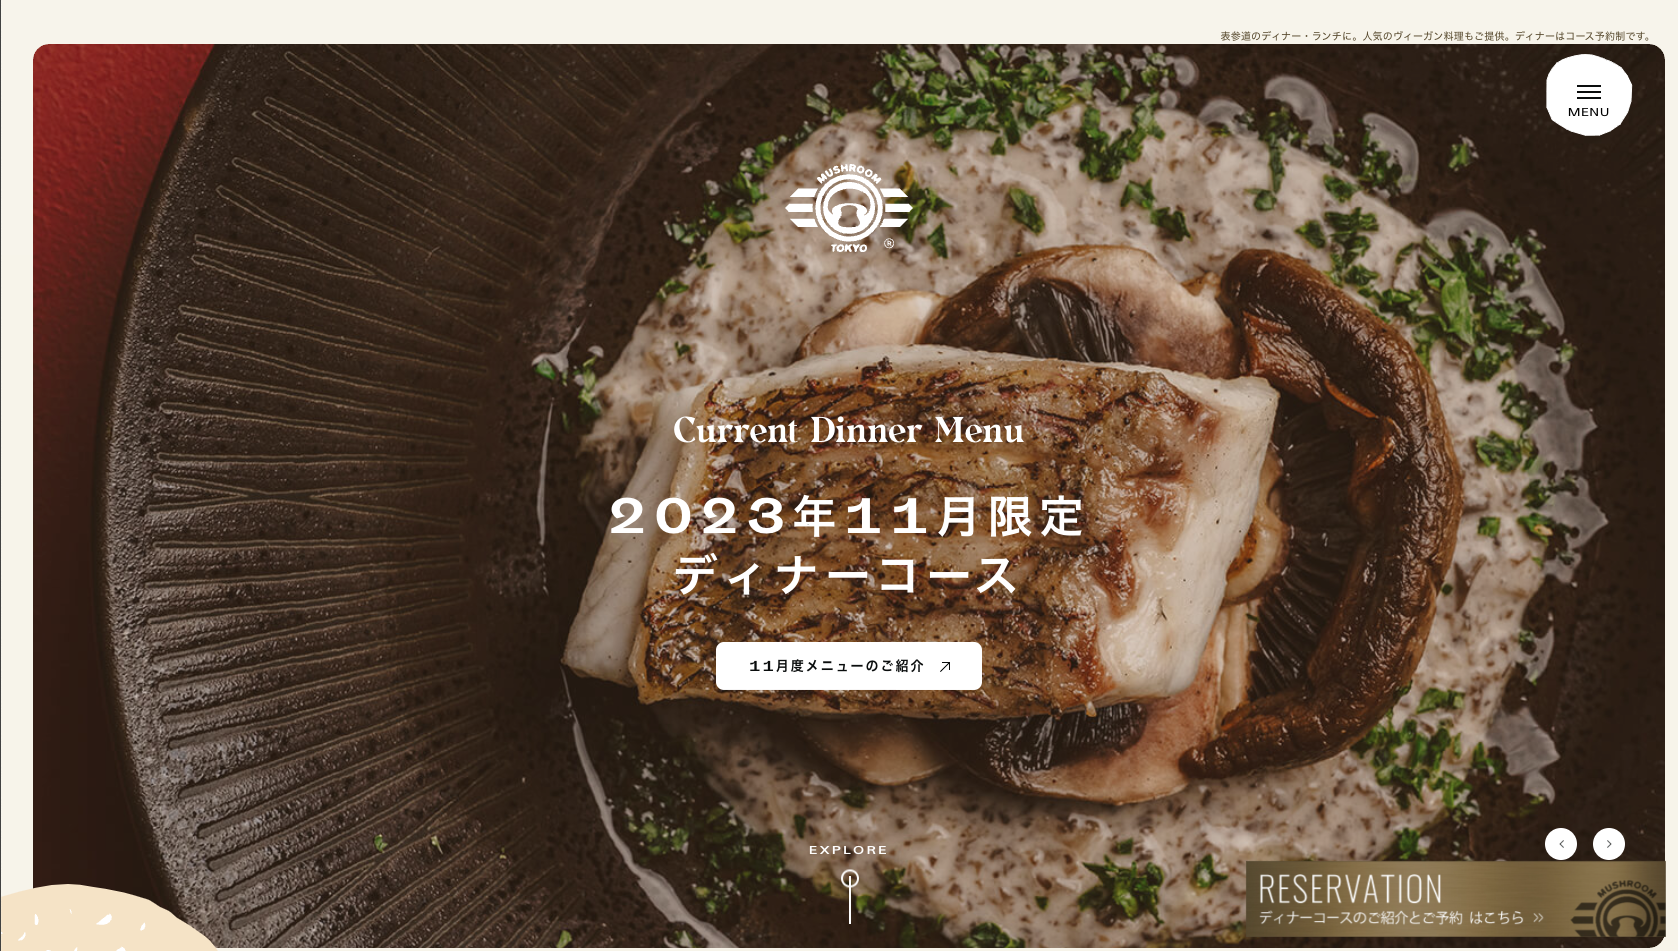 表参道のディナー・ランチに。人気のヴィーガン料理もご提供。ディナーはコース予約制です。
MENU
MUSHROOM
TOKYO ®
Current Dinner Menu
2023年11月限定
ディナーコース
11月度メニューのご紹介
EXPLORE
RESERVATION
ディナーコースのご紹介とご予約 はこちら »
MUSHROOM